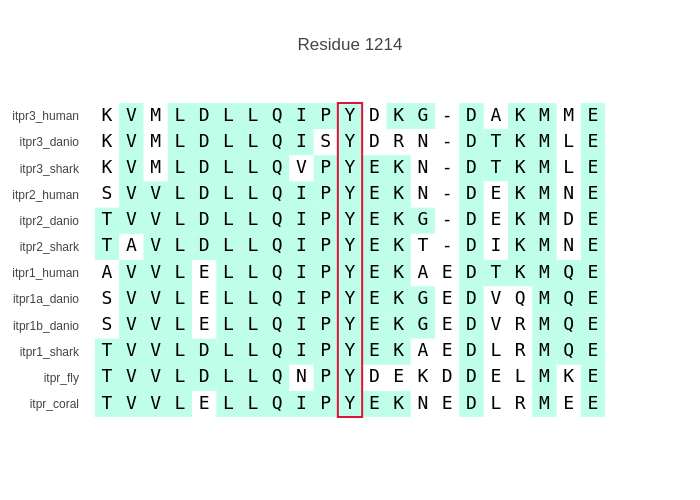 Residue 1214
itpr3_human K V M L D L L Q I P Y D K G - D A K M M E
itpr3_danio K V M L D L L Q I S Y D R N - D T K M L E
itpr3_shark K V M L D L L Q V P Y E K N - D T K M L E
itpr2_human S V V L D L L Q I P Y E K N - D E K M N E
itpr2_danio T V V L D L L Q I P Y E K G - D E K M D E
itpr2_shark T A V L D L L Q I P Y E K T - D I K M N E
itpr1_human A V V L E L L Q I P Y E K A E D T K M Q E
itpr1a_danio S V V L E L L Q I P Y E K G E D V Q M Q E
itpr1b_danio S V V L E L L Q I P Y E K G E D V R M Q E
itpr1_shark T V V L D L L Q I P Y E K A E D L R M Q E
itpr_fly T V V L D L L Q N P Y D E K D D E L M K E
itpr_coral T V V L E L L Q I P Y E K N E D L R M E E